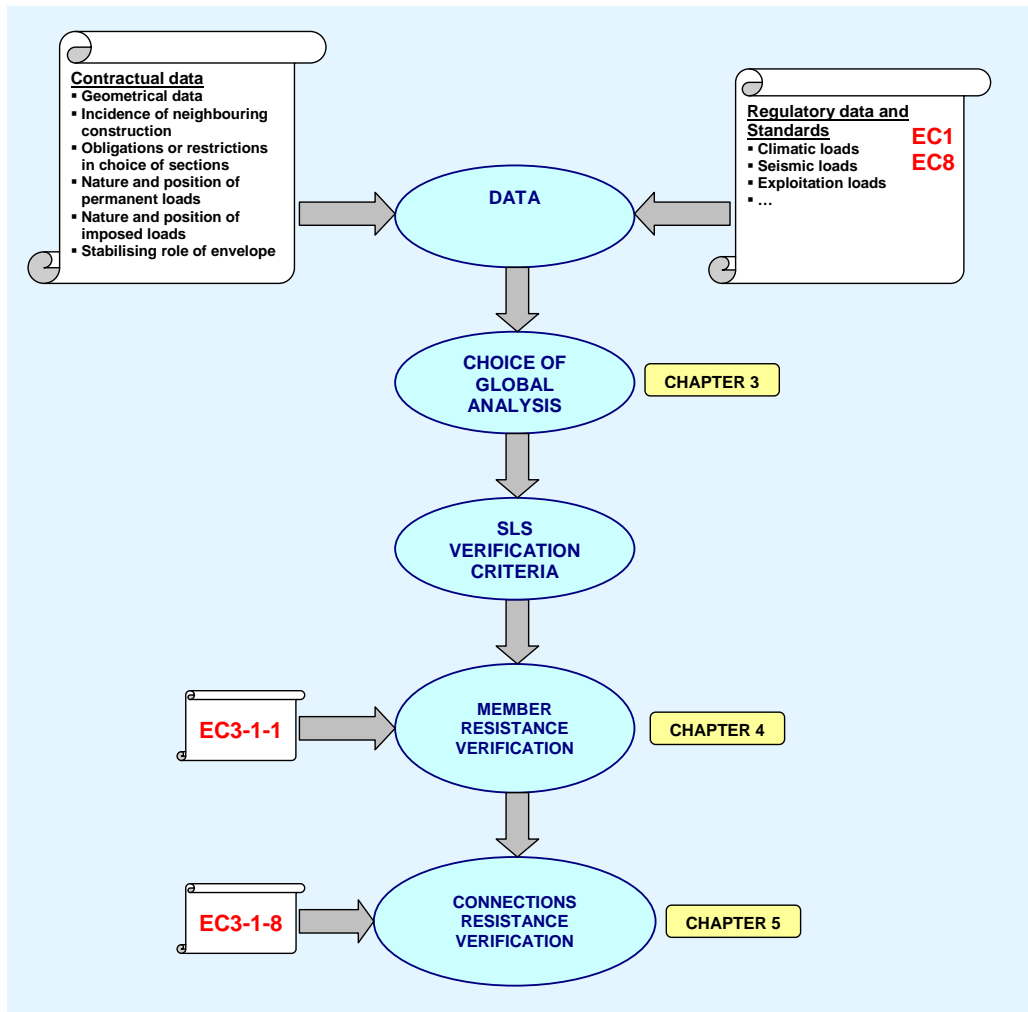 Contractual data
▪ Geometrical data
▪ Incidence of neighbouring
construction
▪ Obligations or restrictions
in choice of sections
▪ Nature and position of
permanent loads
▪ Nature and position of
imposed loads
▪ Stabilising role of envelope
Regulatory data and
Standards
▪ Climatic loads
▪ Seismic loads
▪ Exploitation loads
▪ …
EC1
EC8
DATA
CHOICE OF
GLOBAL
ANALYSIS
CHAPTER 3
SLS
VERIFICATION
CRITERIA
EC3-1-1
MEMBER
RESISTANCE
VERIFICATION
CHAPTER 4
EC3-1-8
CONNECTIONS
RESISTANCE
VERIFICATION
CHAPTER 5